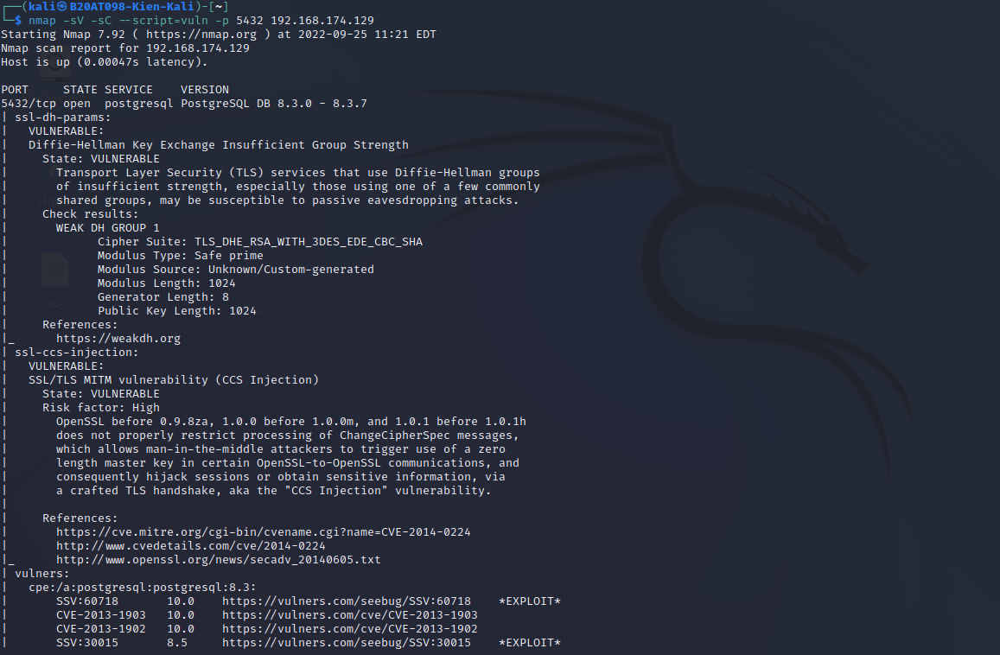 ┌──(kali㉿B20AT098-Kien-Kali)-[~]
└─$ nmap -sV -sC --script=vuln -p 5432 192.168.174.129
Starting Nmap 7.92 ( https://nmap.org ) at 2022-09-25 11:21 EDT
Nmap scan report for 192.168.174.129
Host is up (0.00047s latency).

PORT     STATE SERVICE    VERSION
5432/tcp open  postgresql PostgreSQL DB 8.3.0 - 8.3.7
| ssl-dh-params:
|   VULNERABLE:
|   Diffie-Hellman Key Exchange Insufficient Group Strength
|     State: VULNERABLE
|       Transport Layer Security (TLS) services that use Diffie-Hellman groups
|       of insufficient strength, especially those using one of a few commonly
|       shared groups, may be susceptible to passive eavesdropping attacks.
|     Check results:
|       WEAK DH GROUP 1
|             Cipher Suite: TLS_DHE_RSA_WITH_3DES_EDE_CBC_SHA
|             Modulus Type: Safe prime
|             Modulus Source: Unknown/Custom-generated
|             Modulus Length: 1024
|             Generator Length: 8
|             Public Key Length: 1024
|     References:
|_      https://weakdh.org
| ssl-ccs-injection:
|   VULNERABLE:
|   SSL/TLS MITM vulnerability (CCS Injection)
|     State: VULNERABLE
|     Risk factor: High
|       OpenSSL before 0.9.8za, 1.0.0 before 1.0.0m, and 1.0.1 before 1.0.1h
|       does not properly restrict processing of ChangeCipherSpec messages,
|       which allows man-in-the-middle attackers to trigger use of a zero
|       length master key in certain OpenSSL-to-OpenSSL communications, and
|       consequently hijack sessions or obtain sensitive information, via
|       a crafted TLS handshake, aka the "CCS Injection" vulnerability.
|
|     References:
|       https://cve.mitre.org/cgi-bin/cvename.cgi?name=CVE-2014-0224
|       http://www.cvedetails.com/cve/2014-0224
|_      http://www.openssl.org/news/secadv_20140605.txt
| vulners:
|   cpe:/a:postgresql:postgresql:8.3:
|       SSV:60718       10.0    https://vulners.com/seebug/SSV:60718    *EXPLOIT*
|       CVE-2013-1903   10.0    https://vulners.com/cve/CVE-2013-1903
|       CVE-2013-1902   10.0    https://vulners.com/cve/CVE-2013-1902
|       SSV:30015       8.5     https://vulners.com/seebug/SSV:30015    *EXPLOIT*